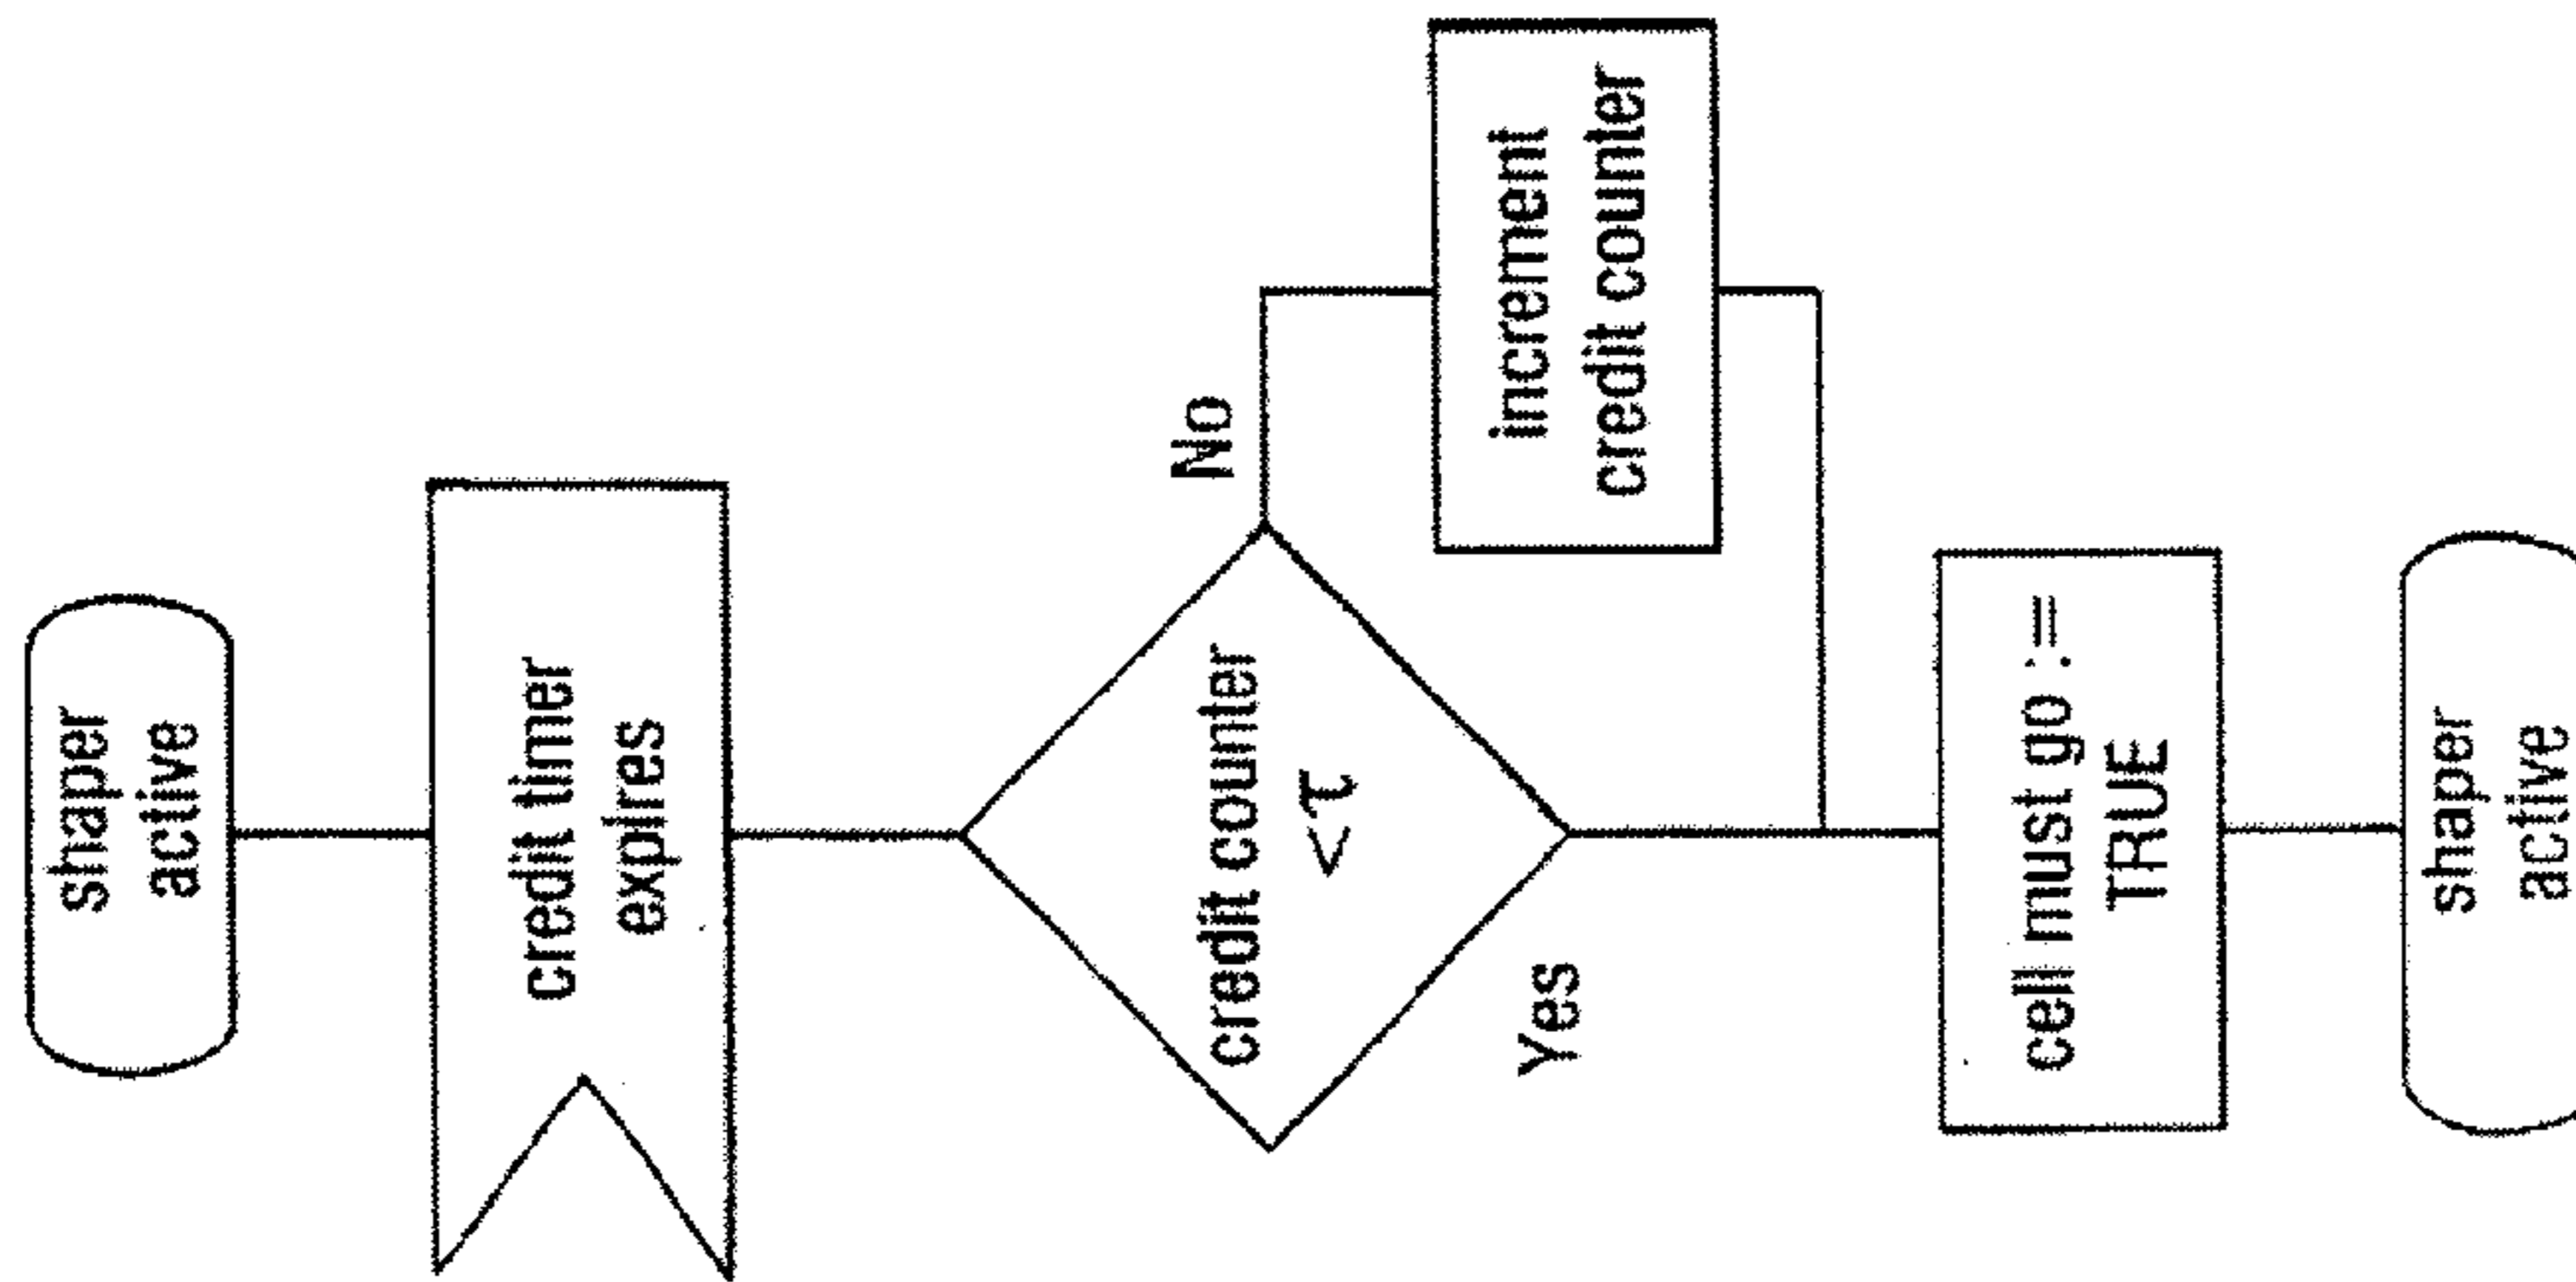 shaper
active
credit timer
expires
credit counter
<τ
No
increment
credit counter
Yes
cell must go :=
TRUE
shaper
active